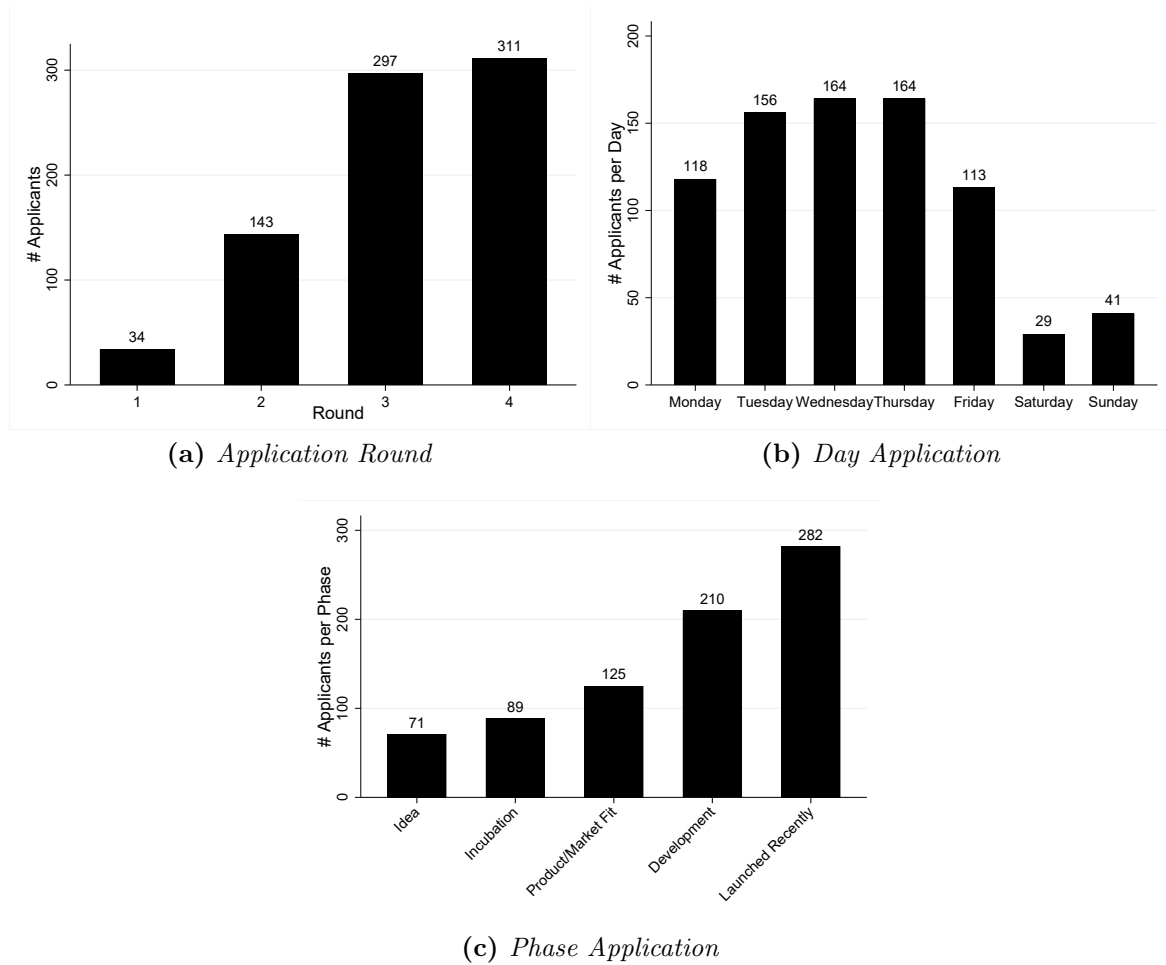 # Applicants
0
100
200
300
34
143
297
311
1
2
3
4
Round
(a) Application Round
# Applicants per Day
0
50
100
150
200
118
156
164
164
113
29
41
Monday
Tuesday
Wednesday
Thursday
Friday
Saturday
Sunday
(b) Day Application
# Applicants per Phase
0
100
200
300
71
89
125
210
282
Idea
Incubation
Product/Market Fit
Development
Launched Recently
(c) Phase Application